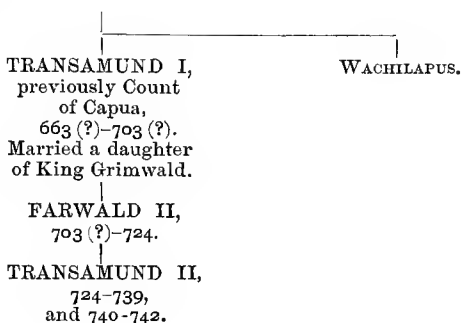 TRANSAMUND I,
previously Count
of Capua,
663 (?)–703 (?).
Married a daughter
of King Grimwald.
WACHILAPUS.
FARWALD II,
703 (?)–724.
TRANSAMUND II,
724–739,
and 740–742.